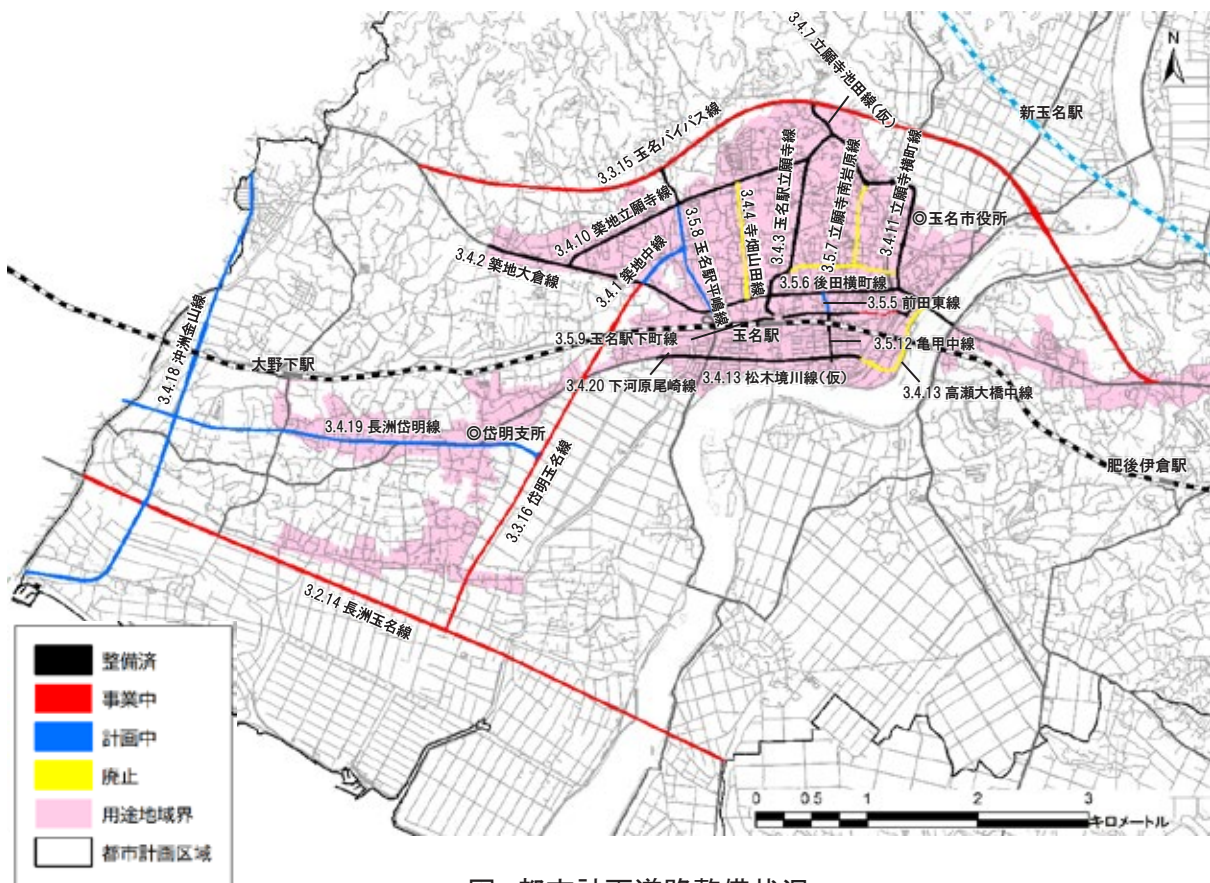 N
3.4.7 立願寺池田線(仮)
新玉名駅
3.3.15 玉名バイパス線
3.4.10 築地立願寺線
3.4.2 築地大倉線
3.4.1 築地中線
3.5.8 玉名駅平嶋線
3.4.4 寺畑山田線
3.4.3 玉名駅立願寺線
3.5.7 立願寺南岩原線
3.4.11 立願寺横町線
◎玉名市役所
3.5.6 後田横町線
3.5.5 前田東線
3.5.9 玉名駅下町線
玉名駅
3.5.12 亀甲中線
3.4.18 沖洲金山線
大野下駅
3.4.20 下河原尾崎線
3.4.13 松木境川線(仮)
3.4.13 高瀬大橋中線
3.4.19 長洲岱明線
◎岱明支所
肥後伊倉駅
3.3.16 岱明玉名線
3.2.14 長洲玉名線
整備済
事業中
計画中
廃止
用途地域界
都市計画区域
0 0.5 1 2 3
キロメートル